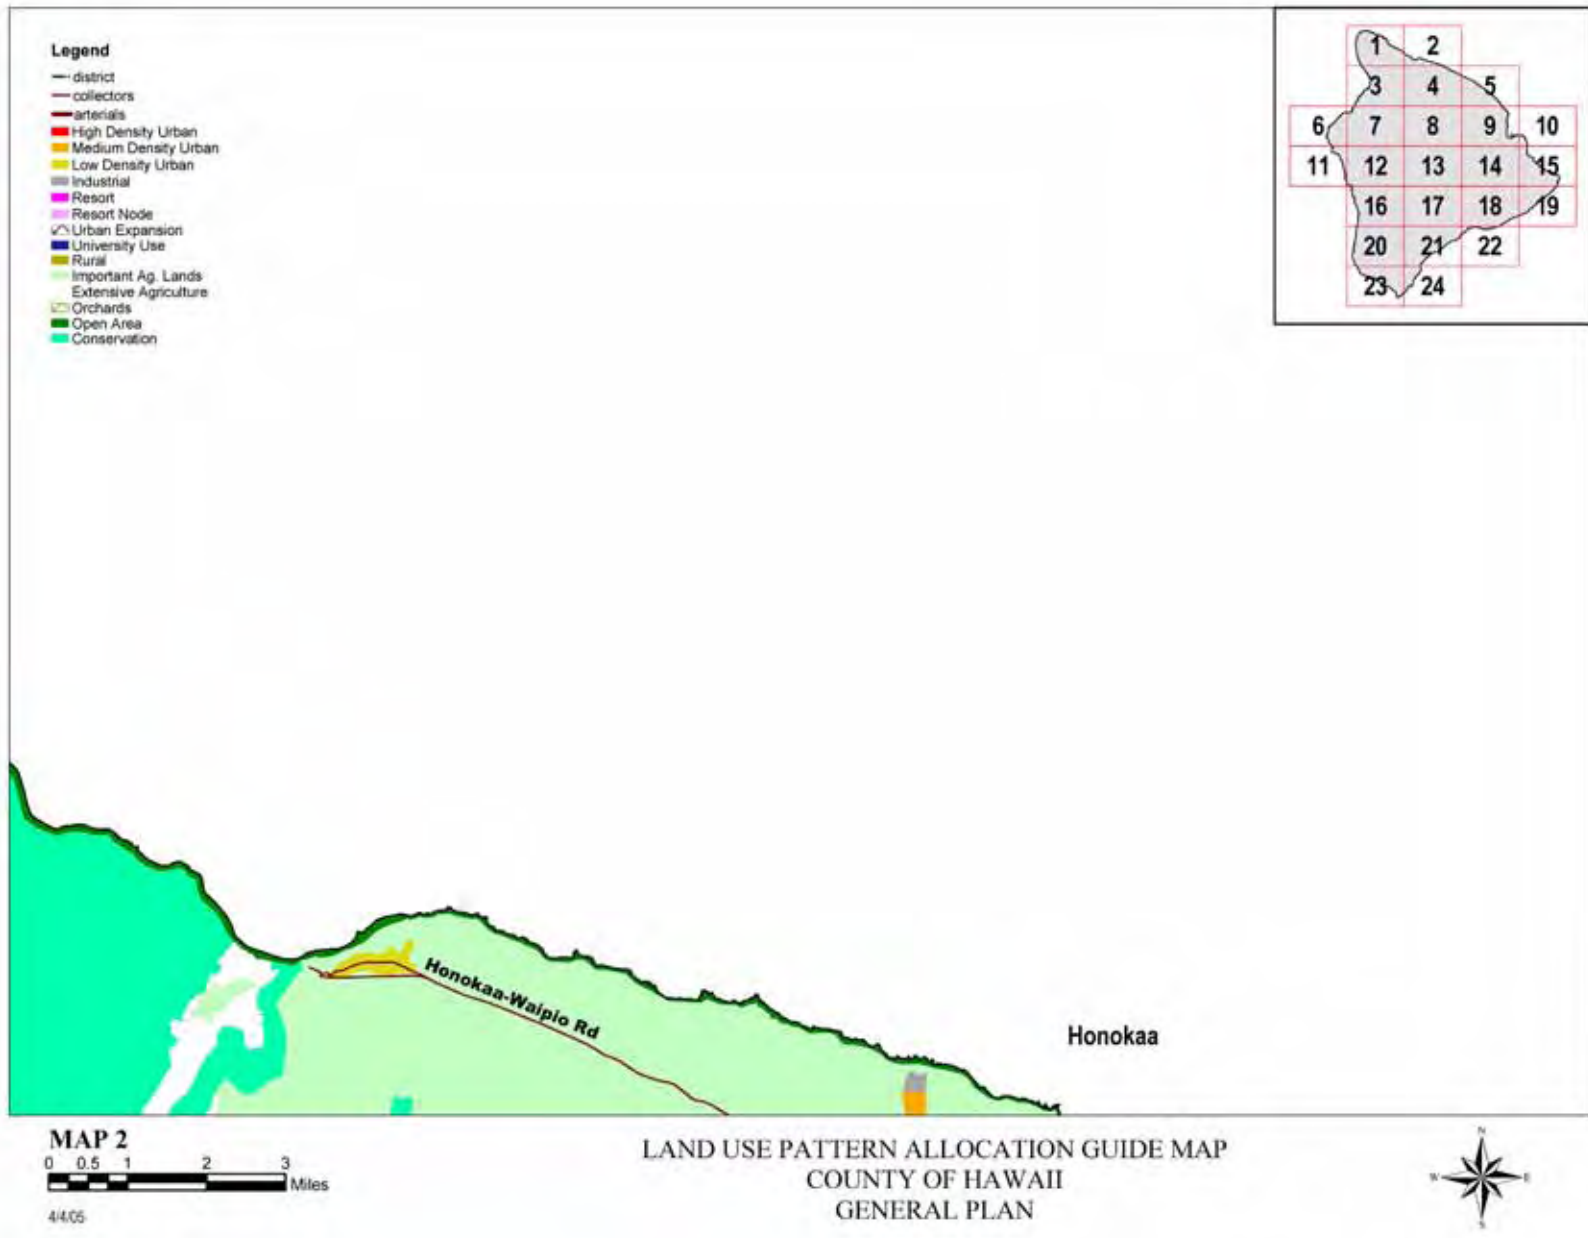 Legend
district
collectors
arterials
High Density Urban
Medium Density Urban
Low Density Urban
Industrial
Resort
Resort Node
Urban Expansion
University Use
Rural
Important Ag. Lands
Extensive Agriculture
Orchards
Open Area
Conservation
1 2
3 4 5
6 7 8 9 10
11 12 13 14 15
16 17 18 19
20 21 22
23 24
Honokaa-Waipio Rd
Honokaa
MAP 2
0 0.5 1 2 3
Miles
4/4/05
LAND USE PATTERN ALLOCATION GUIDE MAP
COUNTY OF HAWAII
GENERAL PLAN
N
W E
S